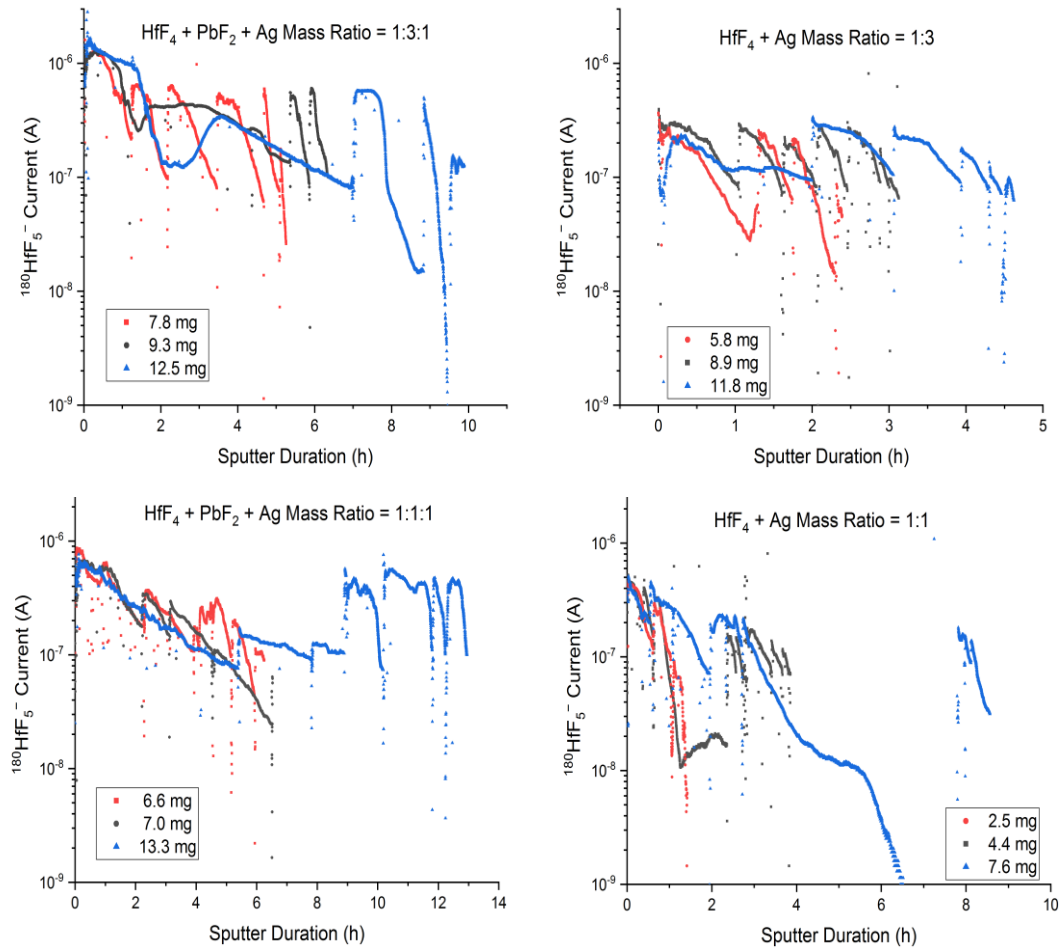 HfF₄ + PbF₂ + Ag Mass Ratio = 1:3:1
¹⁸⁰HfF₅⁻ Current (A)
10⁻⁶
10⁻⁷
10⁻⁸
10⁻⁹
7.8 mg
9.3 mg
12.5 mg
0 2 4 6 8 10
Sputter Duration (h)
HfF₄ + Ag Mass Ratio = 1:3
¹⁸⁰HfF₅⁻ Current (A)
10⁻⁶
10⁻⁷
10⁻⁸
10⁻⁹
5.8 mg
8.9 mg
11.8 mg
0 1 2 3 4 5
Sputter Duration (h)
HfF₄ + PbF₂ + Ag Mass Ratio = 1:1:1
¹⁸⁰HfF₅⁻ Current (A)
10⁻⁶
10⁻⁷
10⁻⁸
10⁻⁹
6.6 mg
7.0 mg
13.3 mg
0 2 4 6 8 10 12 14
Sputter Duration (h)
HfF₄ + Ag Mass Ratio = 1:1
¹⁸⁰HfF₅⁻ Current (A)
10⁻⁶
10⁻⁷
10⁻⁸
10⁻⁹
2.5 mg
4.4 mg
7.6 mg
0 2 4 6 8 10
Sputter Duration (h)